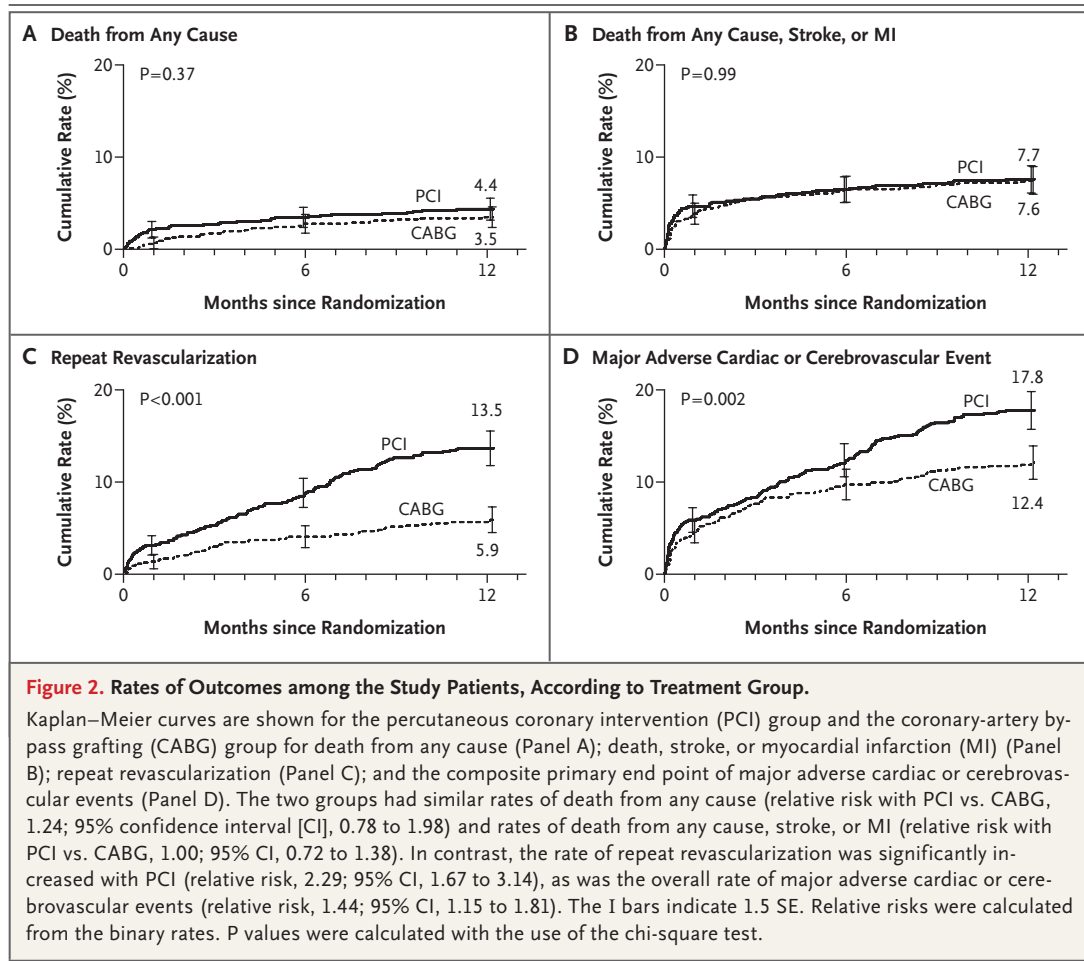 A Death from Any Cause
20
10
0
Cumulative Rate (%)
P=0.37
PCI
4.4
CABG
3.5
0 6 12
Months since Randomization
B Death from Any Cause, Stroke, or MI
20
10
0
Cumulative Rate (%)
P=0.99
PCI
7.7
CABG
7.6
0 6 12
Months since Randomization
C Repeat Revascularization
20
10
0
Cumulative Rate (%)
P<0.001
13.5
PCI
CABG
5.9
0 6 12
Months since Randomization
D Major Adverse Cardiac or Cerebrovascular Event
20
10
0
Cumulative Rate (%)
P=0.002
17.8
PCI
CABG
12.4
0 6 12
Months since Randomization
Figure 2. Rates of Outcomes among the Study Patients, According to Treatment Group.
Kaplan–Meier curves are shown for the percutaneous coronary intervention (PCI) group and the coronary-artery by-
pass grafting (CABG) group for death from any cause (Panel A); death, stroke, or myocardial infarction (MI) (Panel
B); repeat revascularization (Panel C); and the composite primary end point of major adverse cardiac or cerebrovas-
cular events (Panel D). The two groups had similar rates of death from any cause (relative risk with PCI vs. CABG,
1.24; 95% confidence interval [CI], 0.78 to 1.98) and rates of death from any cause, stroke, or MI (relative risk with
PCI vs. CABG, 1.00; 95% CI, 0.72 to 1.38). In contrast, the rate of repeat revascularization was significantly in-
creased with PCI (relative risk, 2.29; 95% CI, 1.67 to 3.14), as was the overall rate of major adverse cardiac or cere-
brovascular events (relative risk, 1.44; 95% CI, 1.15 to 1.81). The I bars indicate 1.5 SE. Relative risks were calculated
from the binary rates. P values were calculated with the use of the chi-square test.